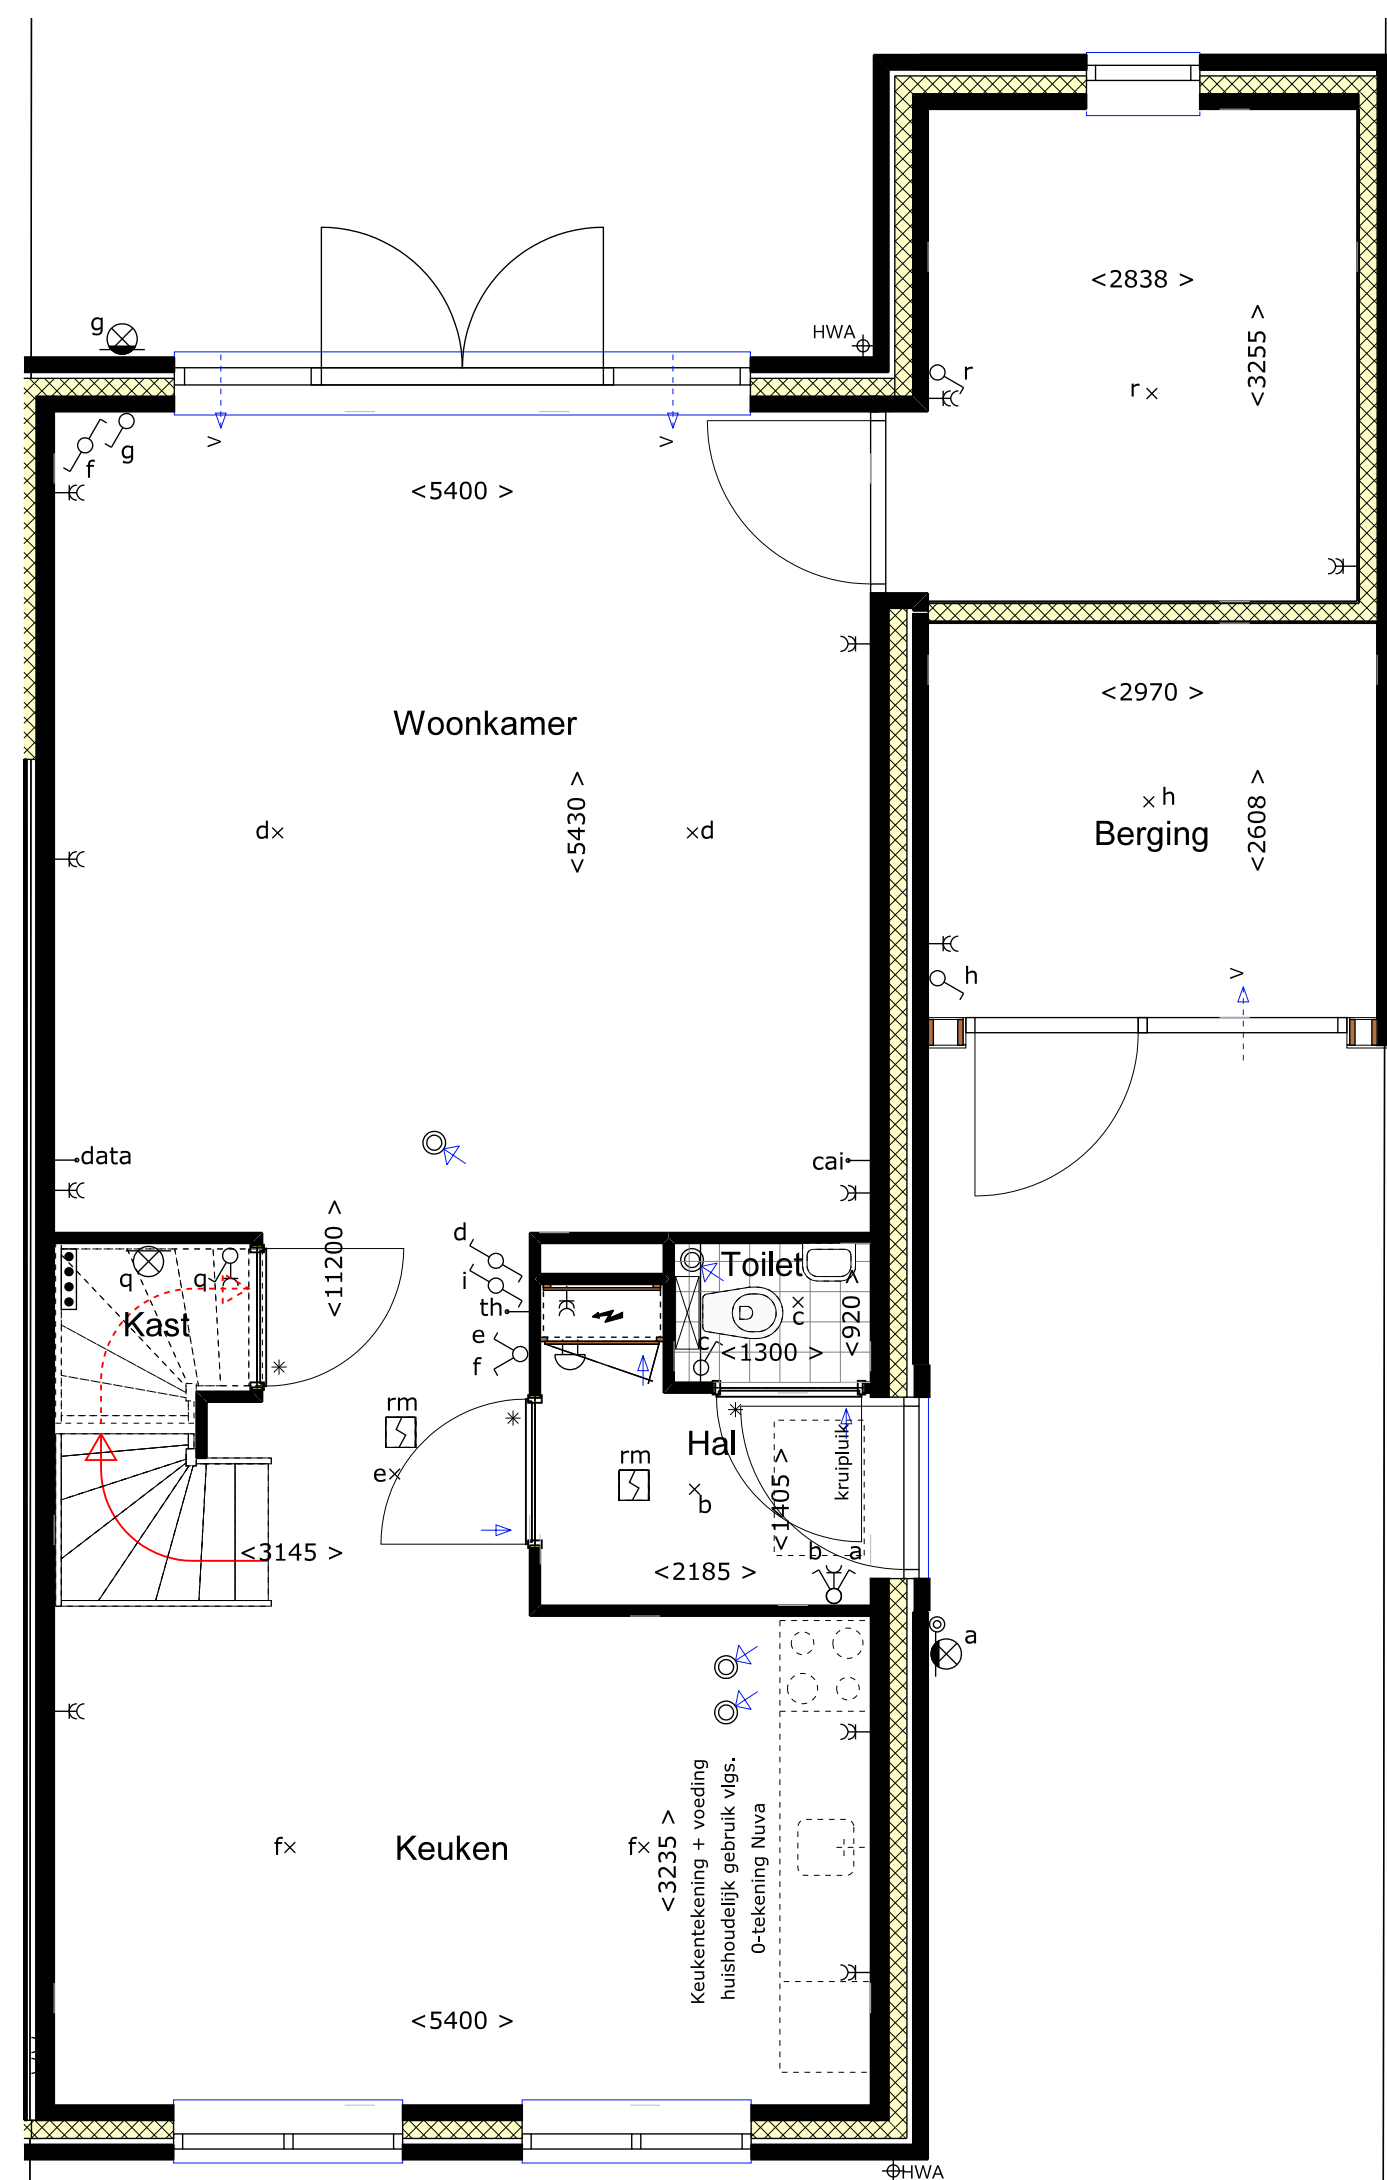 <2838 >
<3255 >
g
HWA
r
r
g
f
V
V
<5400 >
<2970 >
Woonkamer
<5430 >
h
Berging
<2608 >
d
d
V
h
data
cai
<11200 >
d
i
th
e
f
q
q
Kast
Toilet
D
c
c
<1300 >
<920 >
rm
e
rm
Hal
b
<1405 >
kruipluik
b
a
<3145 >
<2185 >
a
f
Keuken
f
<3235 >
Keukentekening + voeding
huishoudelijk gebruik vlgs.
0-tekening Nuva
<5400 >
HWA